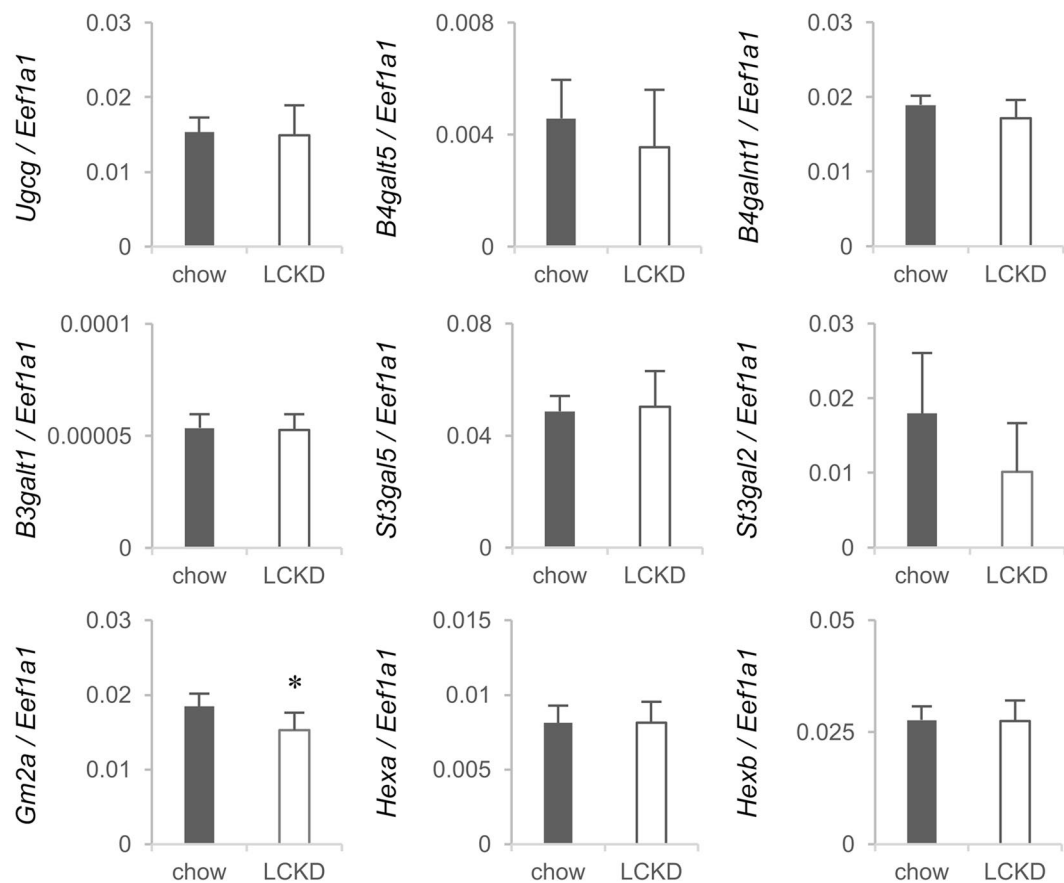 Ugcg / Eef1a1
0.03
0.02
0.01
0
chow LCKD
B4galt5 / Eef1a1
0.008
0.004
0
chow LCKD
B4galnt1 / Eef1a1
0.03
0.02
0.01
0
chow LCKD
B3galt1 / Eef1a1
0.0001
0.00005
0
chow LCKD
St3gal5 / Eef1a1
0.08
0.04
0
chow LCKD
St3gal2 / Eef1a1
0.03
0.02
0.01
0
chow LCKD
Gm2a / Eef1a1
0.03
0.02
0.01
0
*
chow LCKD
Hexa / Eef1a1
0.015
0.01
0.005
0
chow LCKD
Hexb / Eef1a1
0.05
0.025
0
chow LCKD